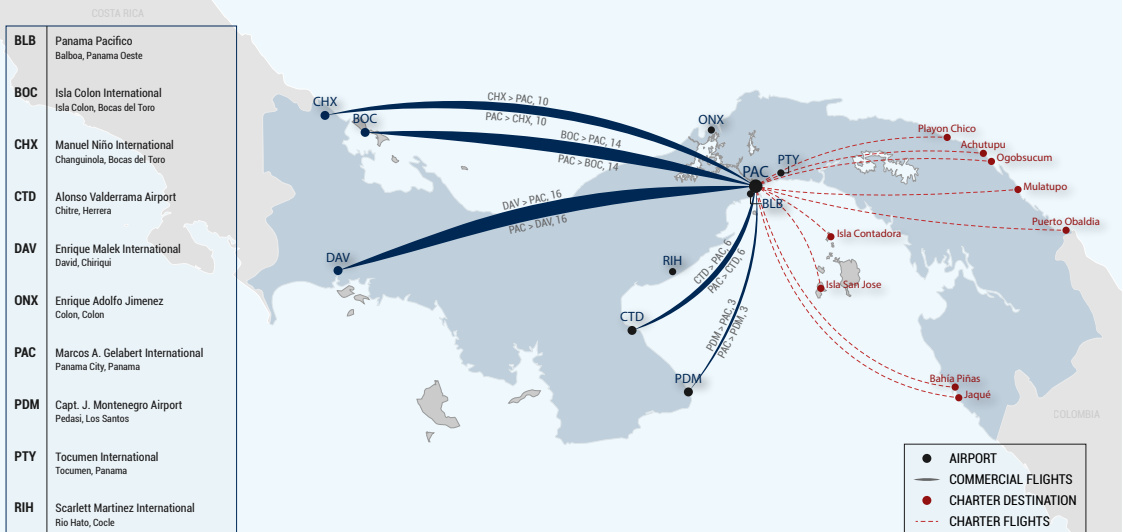 COSTA RICA
BLB Panama Pacifico
Balboa, Panama Oeste
BOC Isla Colon International
Isla Colon, Bocas del Toro
CHX Manuel Niño International
Changuinola, Bocas del Toro
CTD Alonso Valderrama Airport
Chitre, Herrera
DAV Enrique Malek International
David, Chiriqui
ONX Enrique Adolfo Jimenez
Colon, Colon
PAC Marcos A. Gelabert International
Panama City, Panama
PDM Capt. J. Montenegro Airport
Pedasi, Los Santos
PTY Tocumen International
Tocumen, Panama
RIH Scarlett Martinez International
Rio Hato, Cocle
CHX
BOC
CHX > PAC, 10
PAC > CHX, 10
BOC > PAC, 14
PAC > BOC, 14
DAV > PAC, 16
PAC > DAV, 16
DAV
ONX
PTY
PAC
BLB
RIH
CTD > PAC, 6
PAC > CTD, 6
CTD
PDM > PAC, 3
PAC > PDM, 3
PDM
Playon Chico
Achutupu
Ogobsucum
Mulatupo
Puerto Obaldia
Isla Contadora
Isla San Jose
Bahía Piñas
Jaqué
COLOMBIA
AIRPORT
COMMERCIAL FLIGHTS
CHARTER DESTINATION
CHARTER FLIGHTS